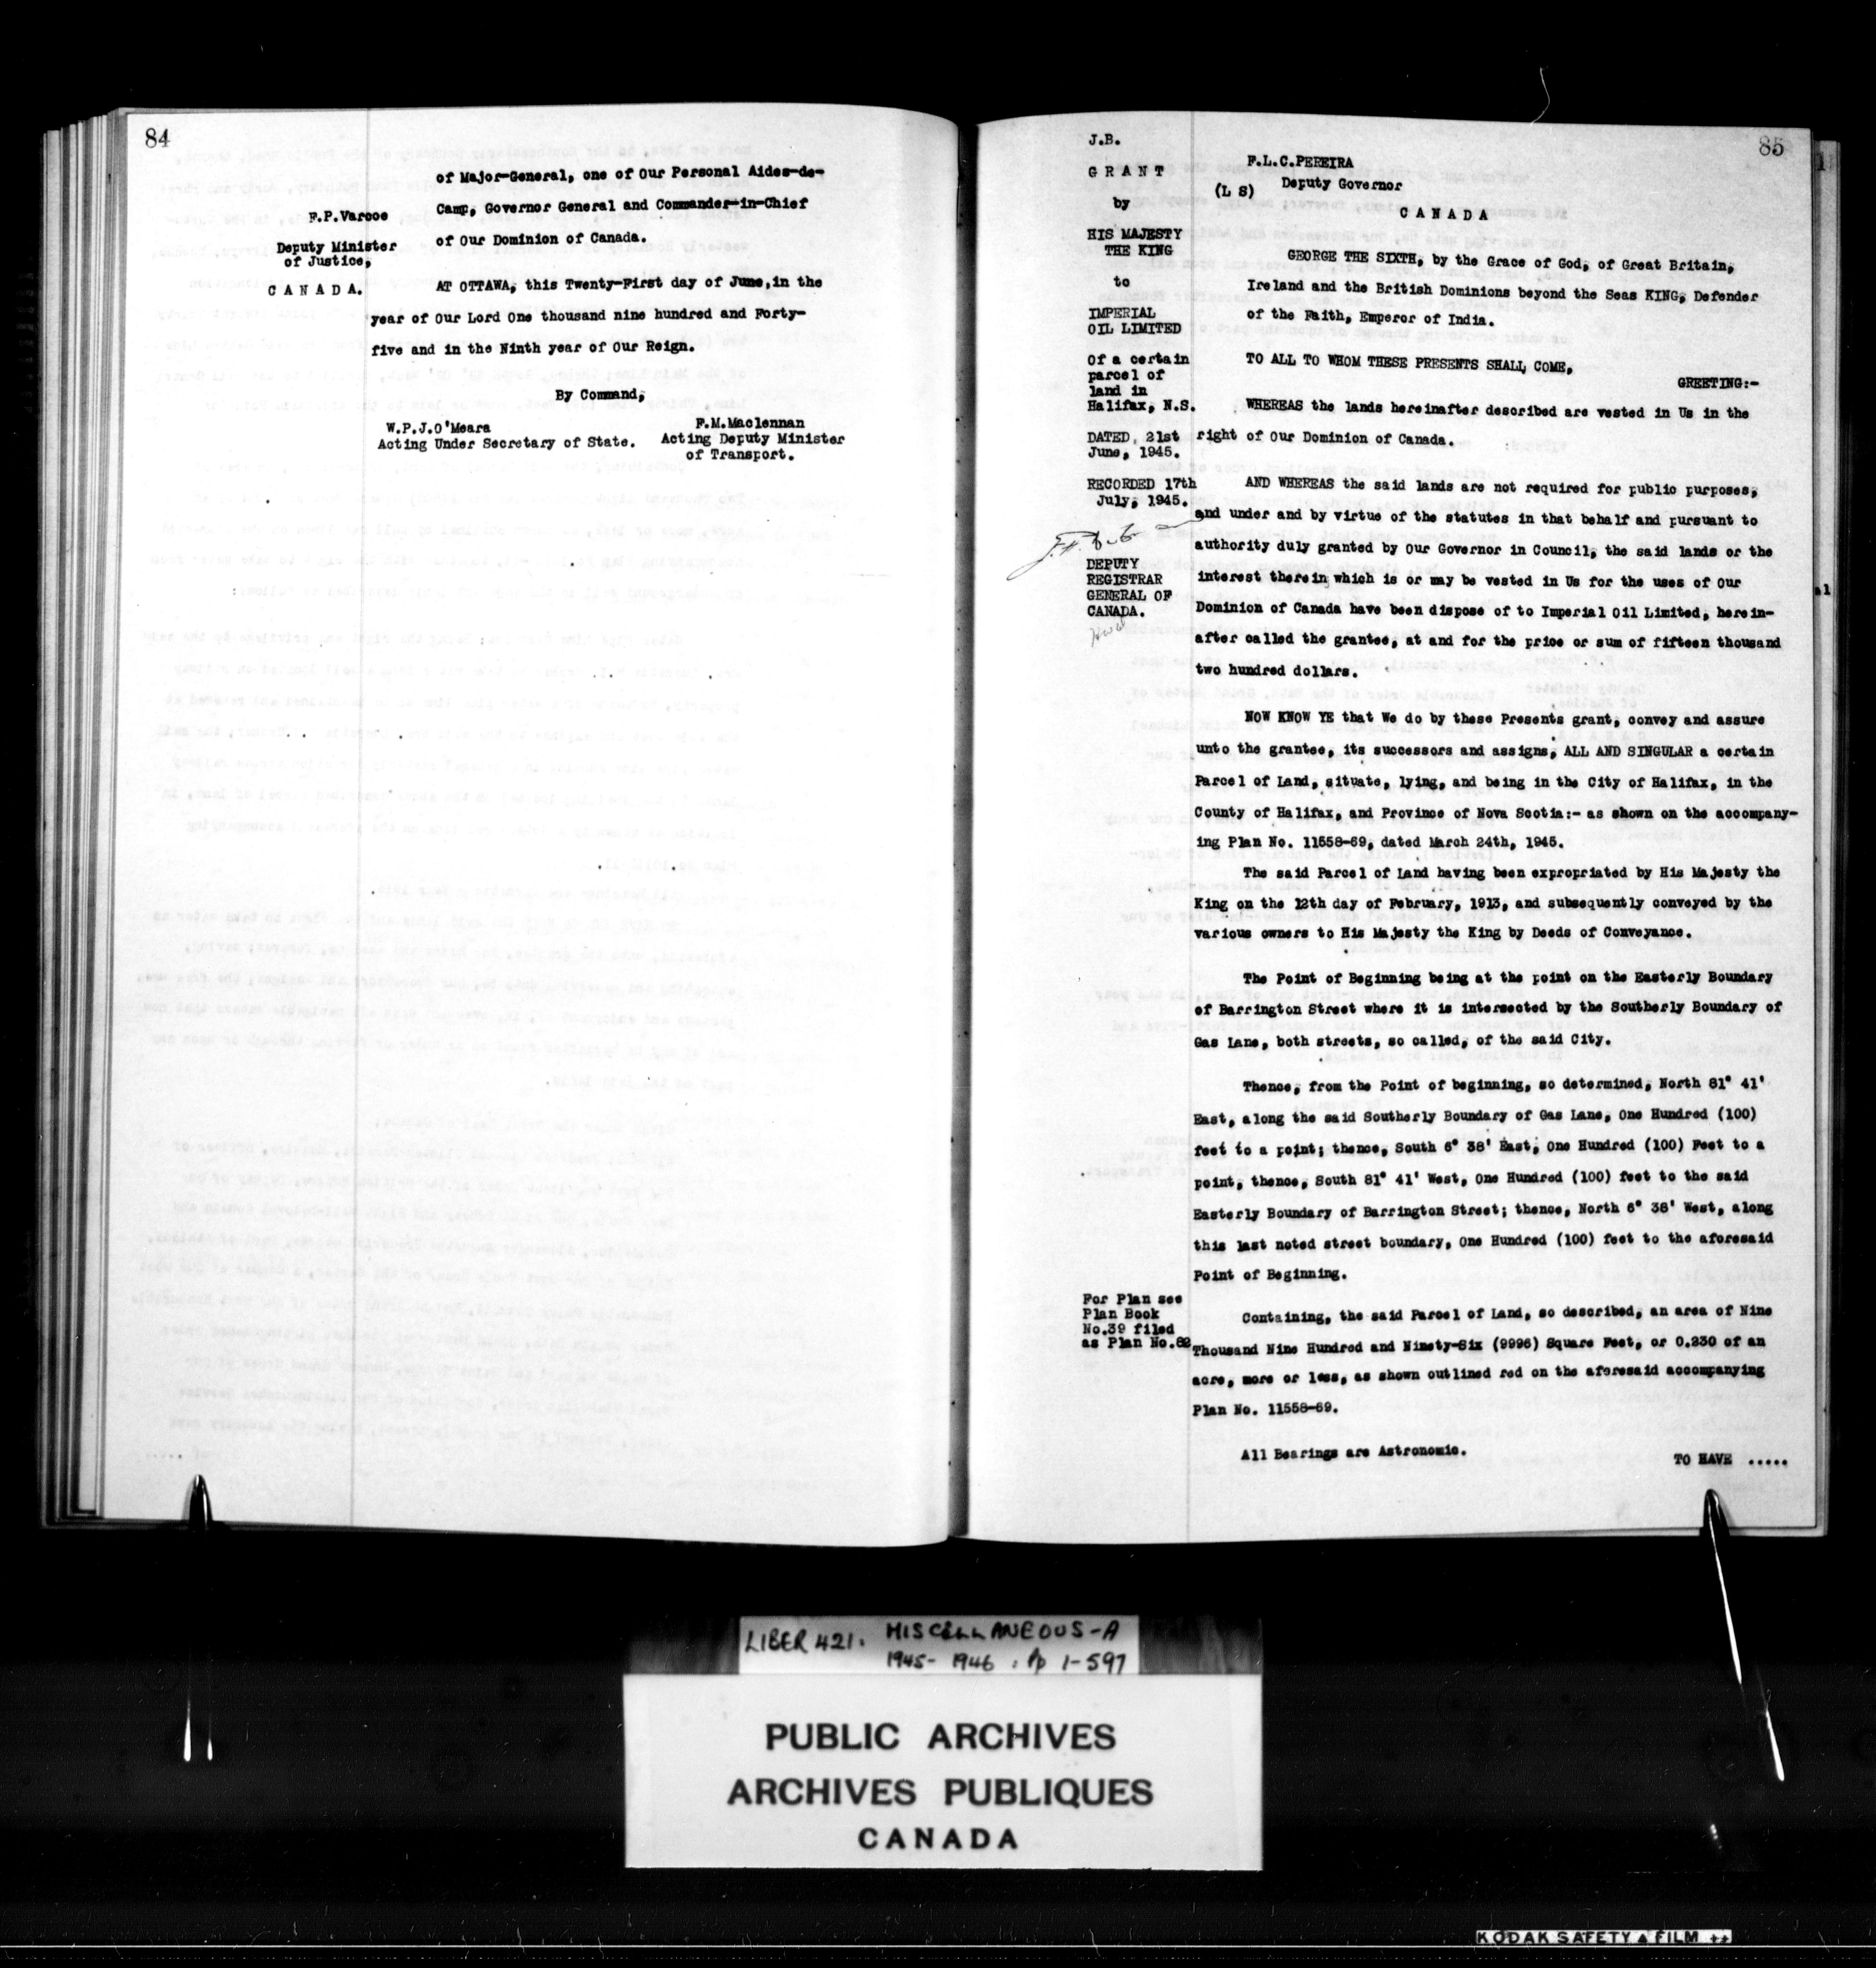 84
of Major-General, one of Our Personal Aides-de-
Camp, Governor General and Commander-in-Chief
of Our Dominion of Canada.
F.P.Varcoe
Deputy Minister
of Justice,
C A N A D A.
AT OTTAWA, this Twenty-First day of June, in the
year of Our Lord One thousand nine hundred and Forty-
five and in the Ninth year of Our Reign.
By Command,
W.P.J.O'Meara
Acting Under Secretary of State.
F.M.Maclennan
Acting Deputy Minister
of Transport.
85
J.B.
G R A N T
by
HIS MAJESTY
THE KING
to
IMPERIAL
OIL LIMITED
Of a certain
parcel of
land in
Halifax, N.S.
DATED, 21st
June, 1945.
RECORDED 17th
July, 1945.
DEPUTY
REGISTRAR
GENERAL OF
CANADA.
F.L.C.PEREIRA
(L S) Deputy Governor
C A N A D A
GEORGE THE SIXTH, by the Grace of God, of Great Britain,
Ireland and the British Dominions beyond the Seas KING, Defender
of the Faith, Emperor of India.
TO ALL TO WHOM THESE PRESENTS SHALL COME,
GREETING:-
WHEREAS the lands hereinafter described are vested in Us in the
right of Our Dominion of Canada.
AND WHEREAS the said lands are not required for public purposes,
and under and by virtue of the statutes in that behalf and pursuant to
authority duly granted by Our Governor in Council, the said lands or the
interest therein which is or may be vested in Us for the uses of Our
Dominion of Canada have been dispose of to Imperial Oil Limited, herein-
after called the grantee, at and for the price or sum of fifteen thousand
two hundred dollars.
NOW KNOW YE that We do by these Presents grant, convey and assure
unto the grantee, its successors and assigns, ALL AND SINGULAR a certain
Parcel of Land, situate, lying, and being in the City of Halifax, in the
County of Halifax, and Province of Nova Scotia:- as shown on the accompany-
ing Plan No. 11558-69, dated March 24th, 1945.
The said Parcel of Land having been expropriated by His Majesty the
King on the 12th day of February, 1913, and subsequently conveyed by the
various owners to His Majesty the King by Deeds of Conveyance.
The Point of Beginning being at the point on the Easterly Boundary
of Barrington Street where it is intersected by the Southerly Boundary of
Gas Lane, both streets, so called, of the said City.
Thence, from the Point of beginning, so determined, North 81° 41'
East, along the said Southerly Boundary of Gas Lane, One Hundred (100)
feet to a point; thence, South 6° 38' East, One Hundred (100) Feet to a
point, thence, South 81° 41' West, One Hundred (100) feet to the said
Easterly Boundary of Barrington Street; thence, North 6° 38' West, along
this last noted street boundary, One Hundred (100) feet to the aforesaid
Point of Beginning.
For Plan see
Plan Book
No.39 filed
as Plan No.82
Containing, the said Parcel of Land, so described, an area of Nine
Thousand Nine Hundred and Ninety-Six (9996) Square Feet, or 0.230 of an
acre, more or less, as shown outlined red on the aforesaid accompanying
Plan No. 11558-69.
All Bearings are Astronomic.
TO HAVE .....
LIBER 421. MISCELLANEOUS-A
1945-1946 : Pp 1-597
PUBLIC ARCHIVES
ARCHIVES PUBLIQUES
CANADA
KODAK SAFETY FILM